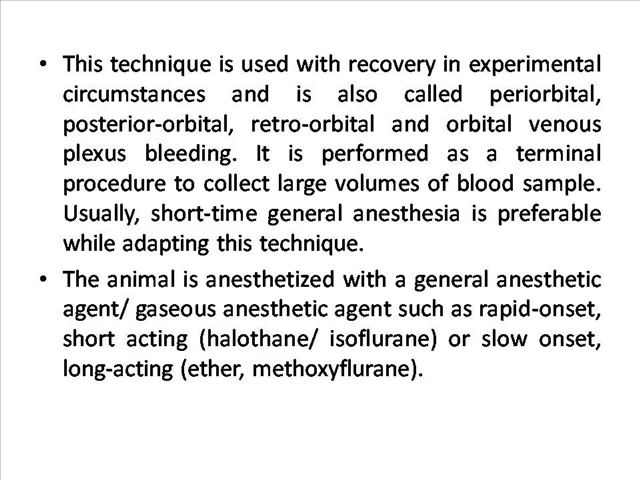 • This technique is used with recovery in experimental
circumstances and is also called periorbital,
posterior-orbital, retro-orbital and orbital venous
plexus bleeding. It is performed as a terminal
procedure to collect large volumes of blood sample.
Usually, short-time general anesthesia is preferable
while adapting this technique.
• The animal is anesthetized with a general anesthetic
agent/ gaseous anesthetic agent such as rapid-onset,
short acting (halothane/ isoflurane) or slow onset,
long-acting (ether, methoxyflurane).